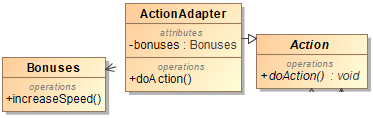 ActionAdapter
attributes
-bonuses : Bonuses
operations
+doAction()
Bonuses
operations
+increaseSpeed()
Action
operations
+doAction() : void